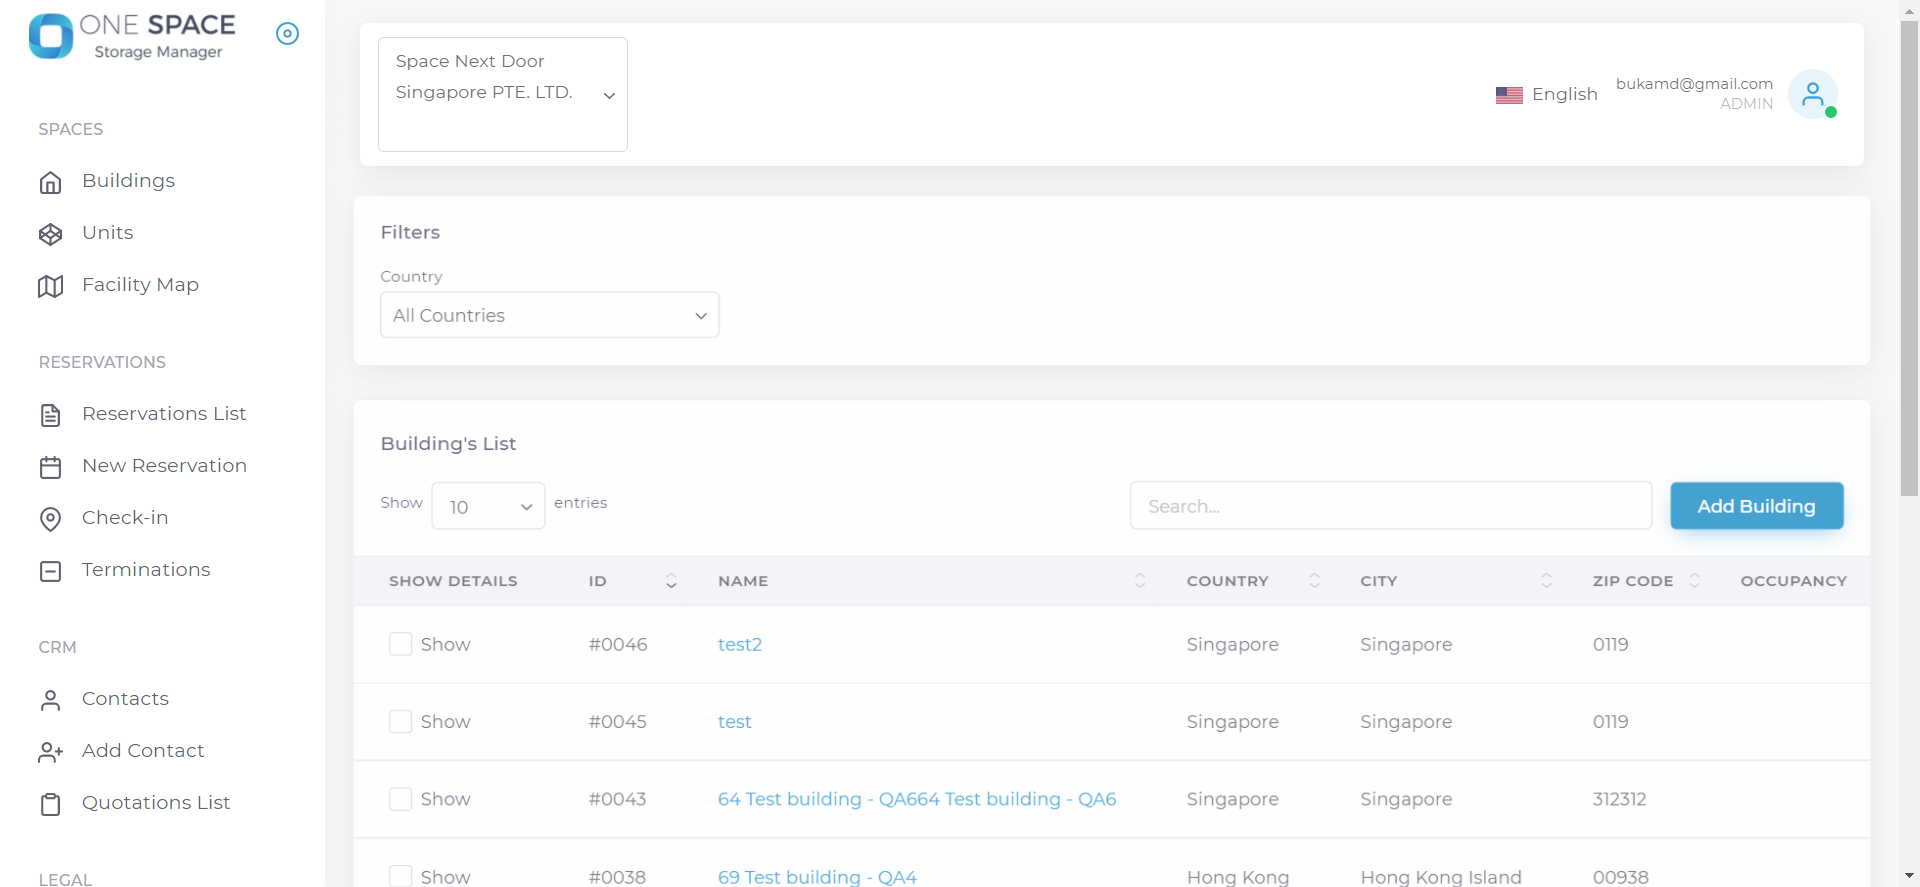 ONE SPACE
Storage Manager
SPACES
Buildings
Units
Facility Map
RESERVATIONS
Reservations List
New Reservation
Check-in
Terminations
CRM
Contacts
Add Contact
Quotations List
LEGAL
Space Next Door
Singapore PTE. LTD.
English
bukamd@gmail.com
ADMIN
Filters
Country
All Countries
Building's List
Show 10 entries
Search...
Add Building
SHOW DETAILS ID NAME COUNTRY CITY ZIP CODE OCCUPANCY
Show #0046 test2 Singapore Singapore 0119
Show #0045 test Singapore Singapore 0119
Show #0043 64 Test building - QA664 Test building - QA6 Singapore Singapore 312312
Show #0038 69 Test building - QA4 Hong Kong Hong Kong Island 00938